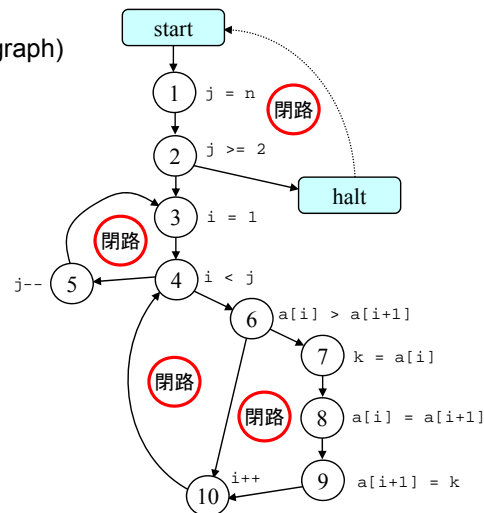 graph)
start
1 j = n
閉路
2 j >= 2
halt
3 i = 1
閉路
4 i < j
j-- 5
6 a[i] > a[i+1]
7 k = a[i]
閉路
閉路
8 a[i] = a[i+1]
i++
9 a[i+1] = k
10